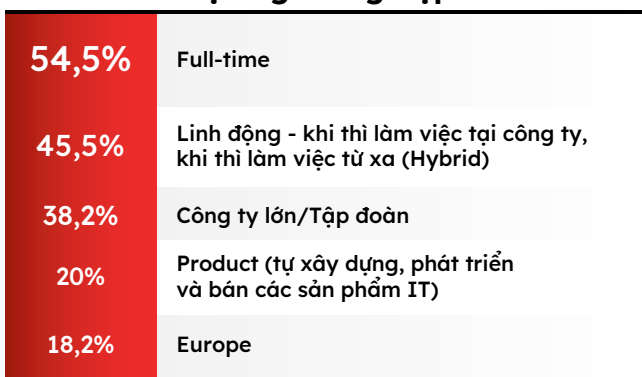 54,5% Full-time
45,5% Linh động - khi thì làm việc tại công ty,
khi thì làm việc từ xa (Hybrid)
38,2% Công ty lớn/Tập đoàn
20% Product (tự xây dựng, phát triển
và bán các sản phẩm IT)
18,2% Europe